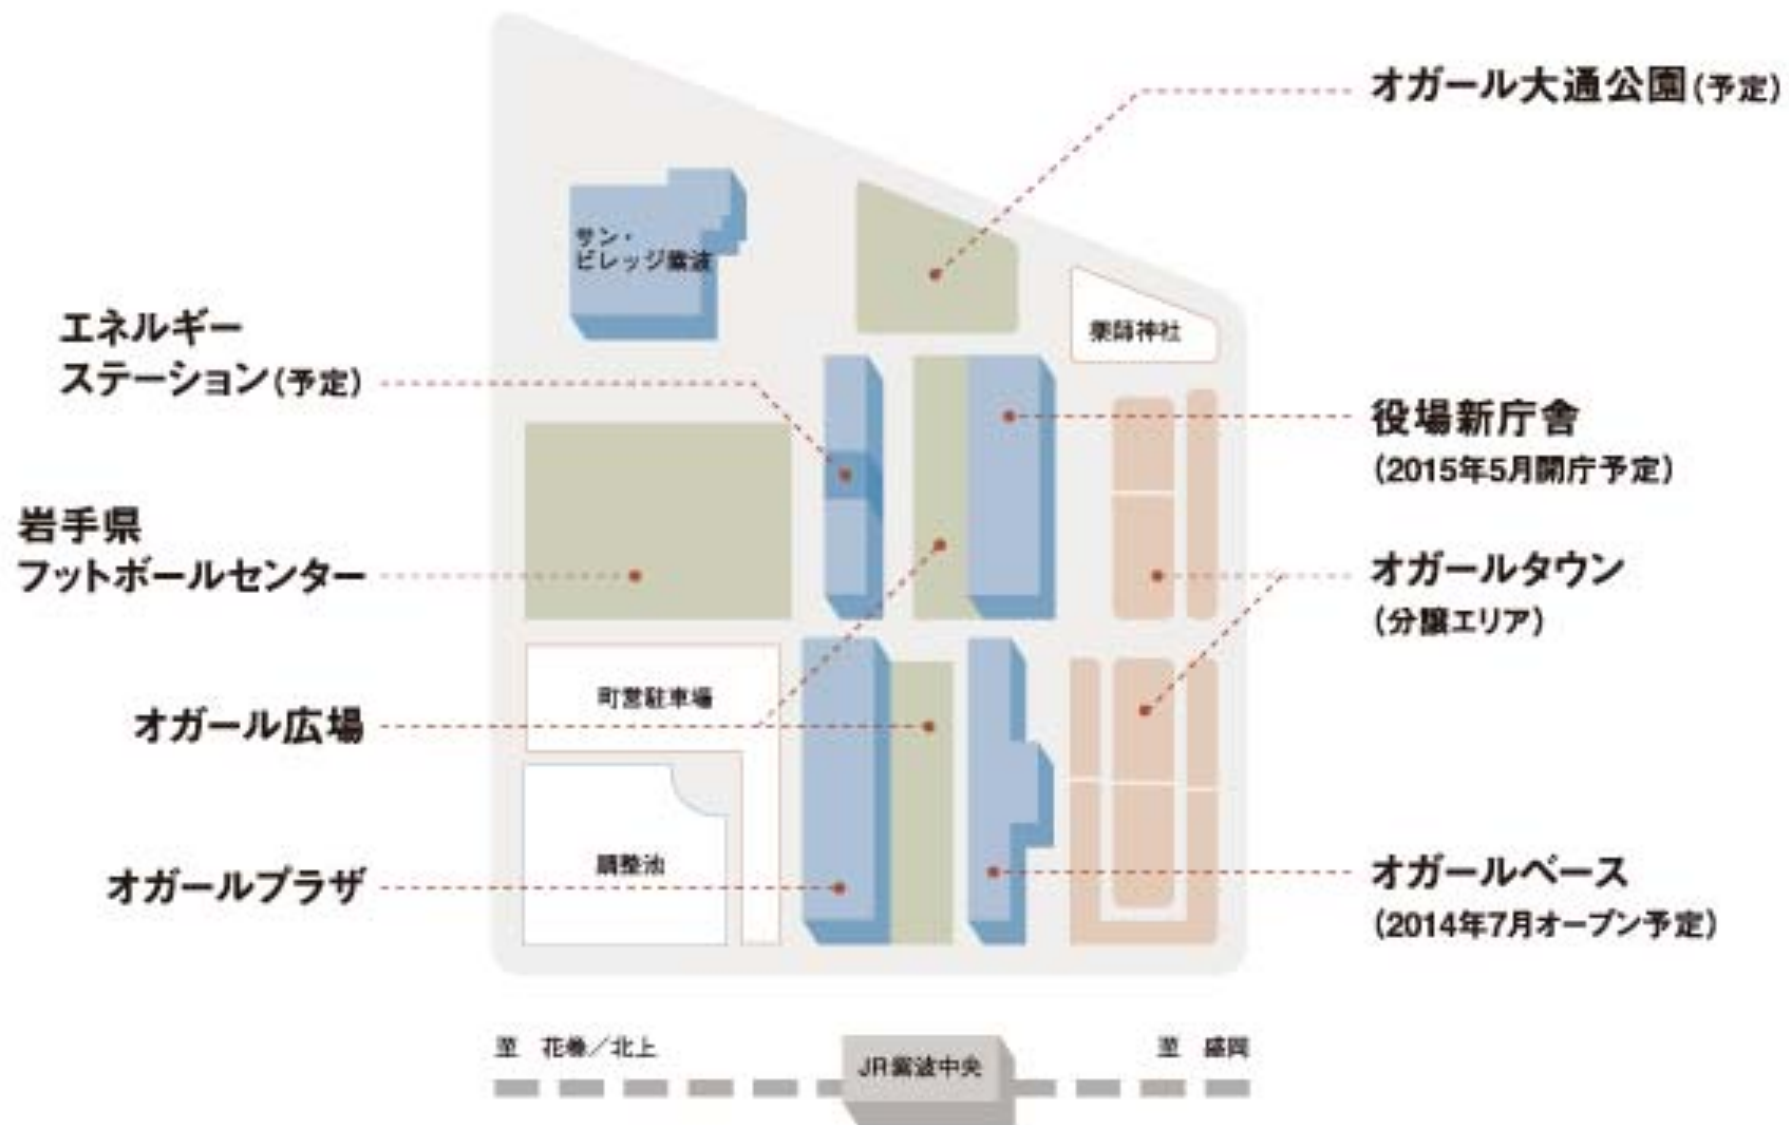 オガール大通公園(予定)
サン・
ビレッジ紫波
薬師神社
エネルギー
ステーション(予定)
役場新庁舎
(2015年5月開庁予定)
岩手県
フットボールセンター
オガールタウン
(分譲エリア)
町営駐車場
オガール広場
調整池
オガールプラザ
オガールベース
(2014年7月オープン予定)
至 花巻／北上
JR紫波中央
至 盛岡